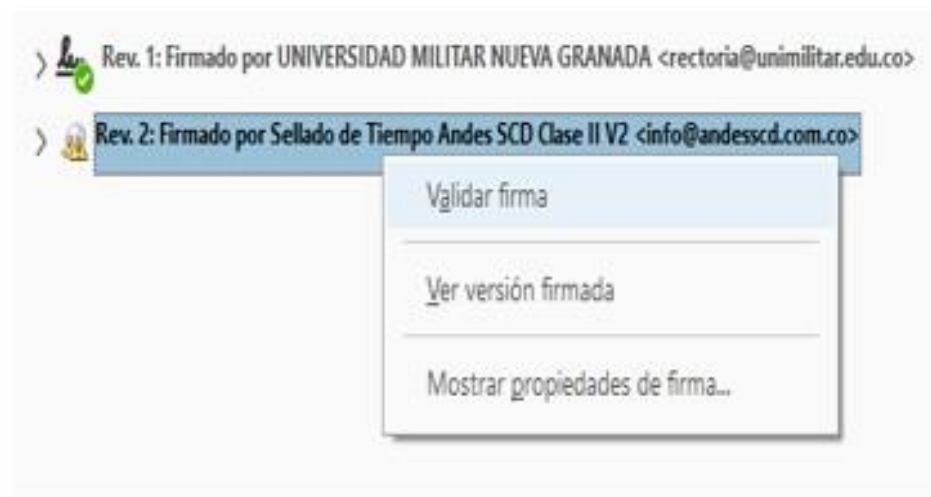 Rev. 1: Firmado por UNIVERSIDAD MILITAR NUEVA GRANADA <rectoria@unimilitar.edu.co>
Rev. 2: Firmado por Sellado de Tiempo Andes SCD Clase II V2 <info@andesscd.com.co>
Validar firma
Ver versión firmada
Mostrar propiedades de firma...